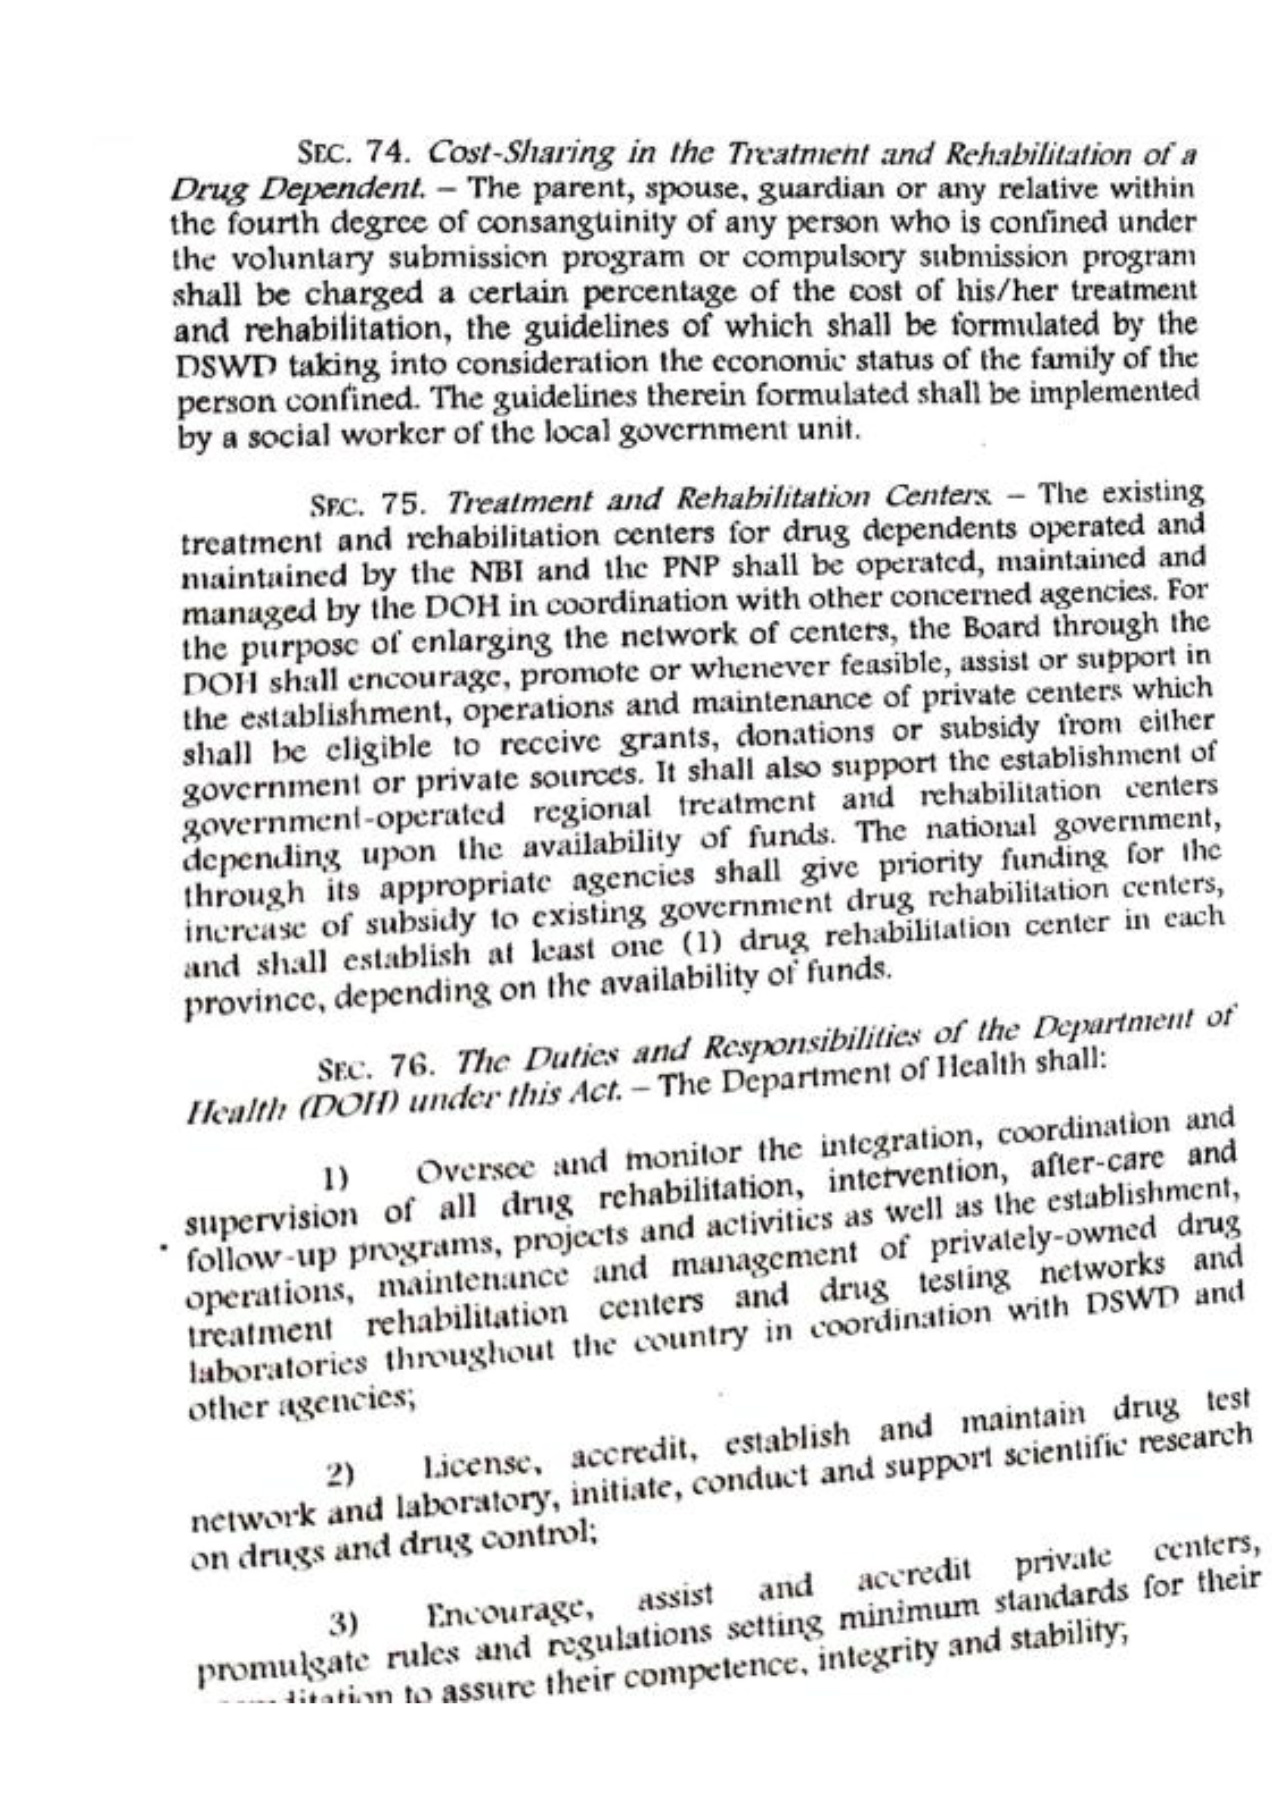 SEC. 74. Cost-Sharing in the Treatment and Rehabilitation of a
Drug Dependent. – The parent, spouse, guardian or any relative within
the fourth degree of consanguinity of any person who is confined under
the voluntary submission program or compulsory submission program
shall be charged a certain percentage of the cost of his/her treatment
and rehabilitation, the guidelines of which shall be formulated by the
DSWD taking into consideration the economic status of the family of the
person confined. The guidelines therein formulated shall be implemented
by a social worker of the local government unit.
SEC. 75. Treatment and Rehabilitation Centers. – The existing
treatment and rehabilitation centers for drug dependents operated and
maintained by the NBI and the PNP shall be operated, maintained and
managed by the DOH in coordination with other concerned agencies. For
the purpose of enlarging the network of centers, the Board through the
DOH shall encourage, promote or whenever feasible, assist or support in
the establishment, operations and maintenance of private centers which
shall be eligible to receive grants, donations or subsidy from either
government or private sources. It shall also support the establishment of
government-operated regional treatment and rehabilitation centers
depending upon the availability of funds. The national government,
through its appropriate agencies shall give priority funding for the
increase of subsidy to existing government drug rehabilitation centers,
and shall establish at least one (1) drug rehabilitation center in each
province, depending on the availability of funds.
SEC. 76. The Duties and Responsibilities of the Department of
Health (DOH) under this Act. – The Department of Health shall:
1) Oversee and monitor the integration, coordination and
supervision of all drug rehabilitation, intervention, after-care and
follow-up programs, projects and activities as well as the establishment,
operations, maintenance and management of privately-owned drug
treatment rehabilitation centers and drug testing networks and
laboratories throughout the country in coordination with DSWD and
other agencies;
2) License, accredit, establish and maintain drug test
network and laboratory, initiate, conduct and support scientific research
on drugs and drug control;
3) Encourage, assist and accredit private centers,
promulgate rules and regulations setting minimum standards for their
to assure their competence, integrity and stability;